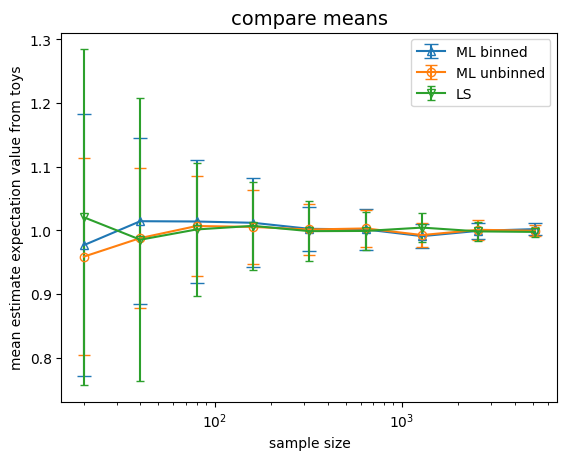 compare means
mean estimate expectation value from toys
1.3
1.2
1.1
1.0
0.9
0.8
ML binned
ML unbinned
LS
10²
10³
sample size